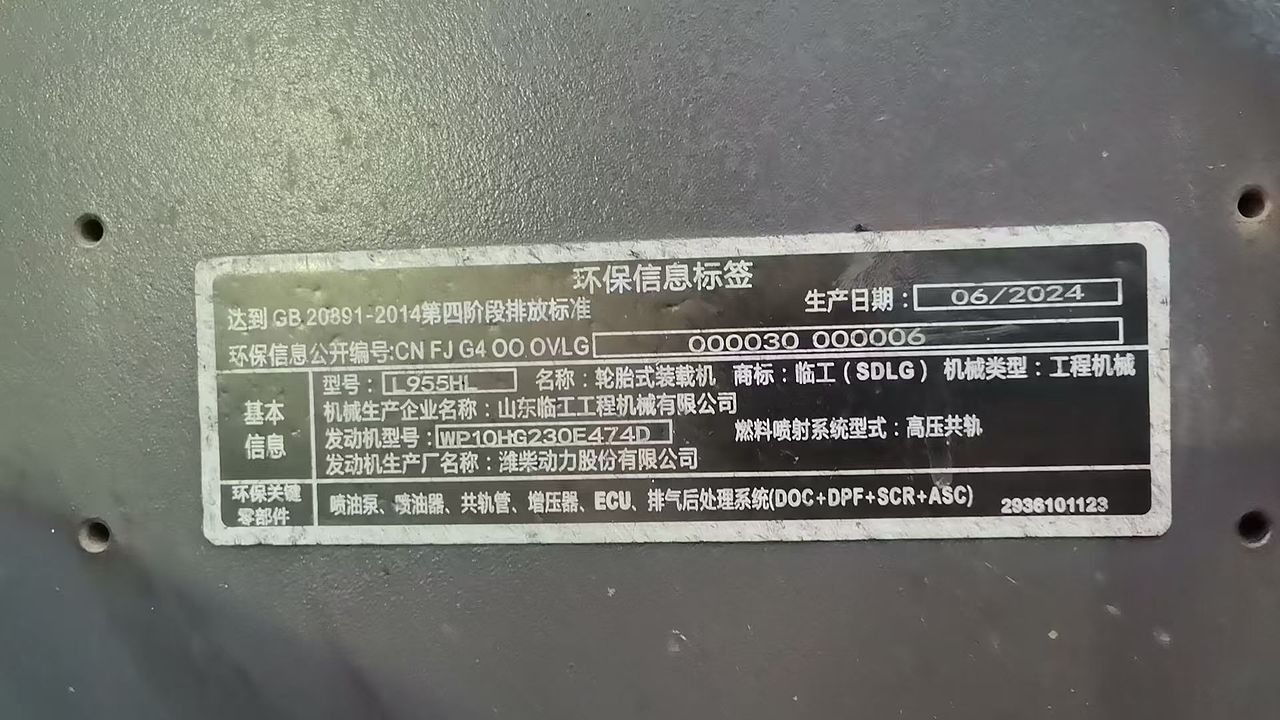 环保信息标签
达到 GB 20891-2014第四阶段排放标准 生产日期：06/2024
环保信息公开编号:CN FJ G4 00 0VLG 000030 000006
基本信息
型号：L955HL 名称：轮胎式装载机 商标：临工（SDLG） 机械类型：工程机械
机械生产企业名称：山东临工工程机械有限公司
发动机型号：WP10HG230E474D 燃料喷射系统型式：高压共轨
发动机生产厂名称：潍柴动力股份有限公司
环保关键零部件
喷油泵、喷油器、共轨管、增压器、ECU、排气后处理系统(DOC+DPF+SCR+ASC) 2936101123